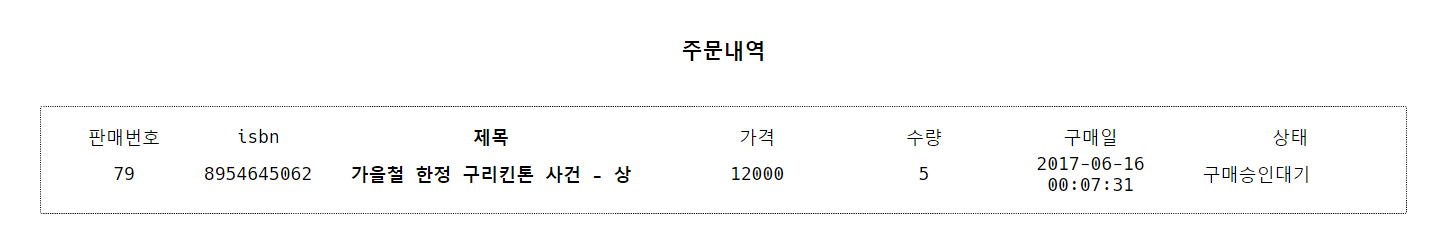 주문내역
판매번호 isbn 제목 가격 수량 구매일 상태
79 8954645062 가을철 한정 구리킨톤 사건 - 상 12000 5 2017-06-16 00:07:31 구매승인대기